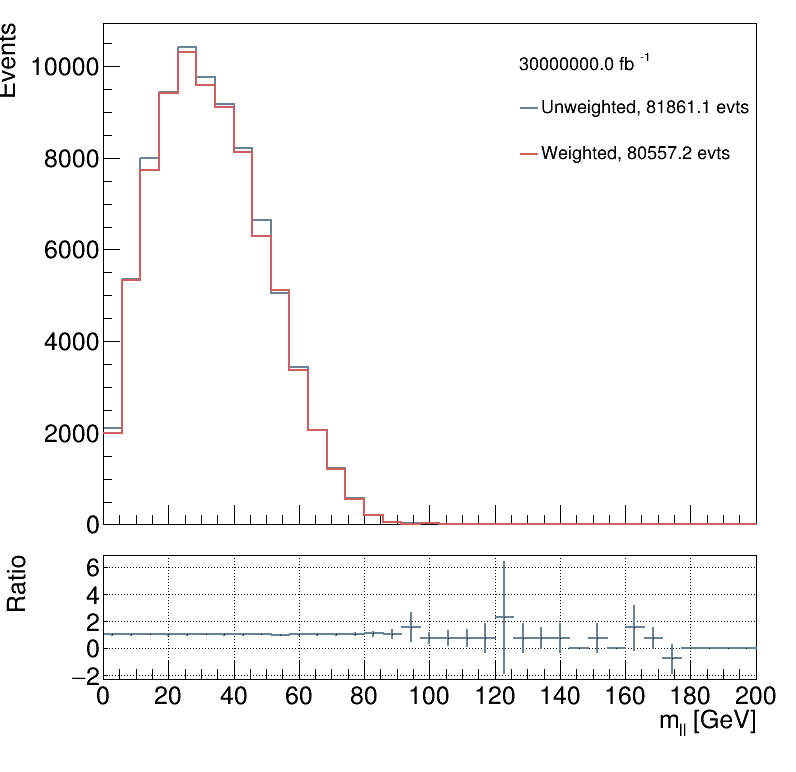 Events
10000
8000
6000
4000
2000
0
30000000.0 fb -1
Unweighted, 81861.1 evts
Weighted, 80557.2 evts
Ratio
6
4
2
0
−2
0 20 40 60 80 100 120 140 160 180 200
m_ll [GeV]